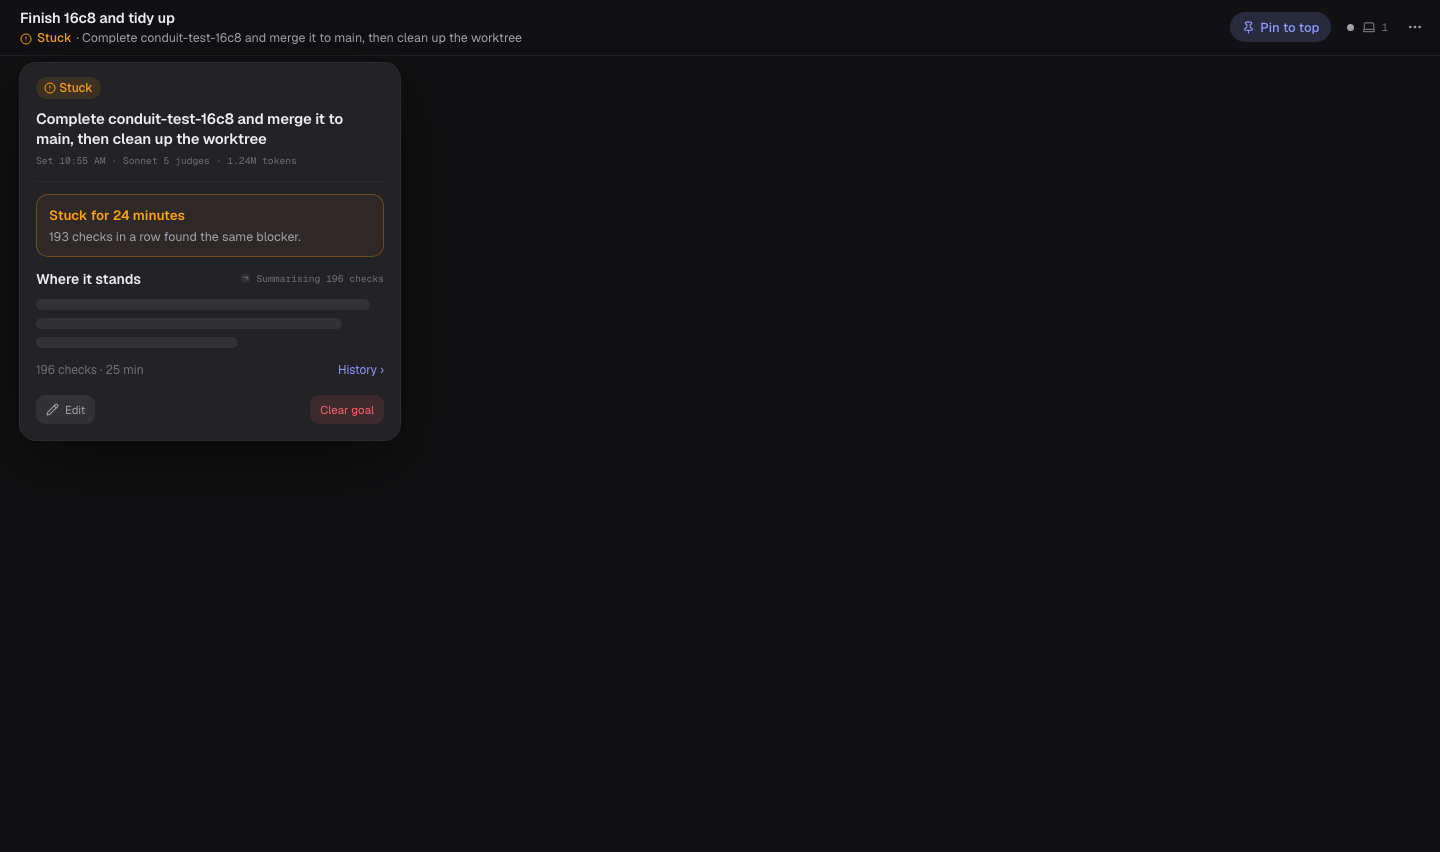 Finish 16c8 and tidy up
Stuck · Complete conduit-test-16c8 and merge it to main, then clean up the worktree
Pin to top
1
Stuck
Complete conduit-test-16c8 and merge it to
main, then clean up the worktree
Set 10:55 AM · Sonnet 5 judges · 1.24M tokens
Stuck for 24 minutes
193 checks in a row found the same blocker.
Where it stands
Summarising 196 checks
196 checks · 25 min
History ›
Edit
Clear goal